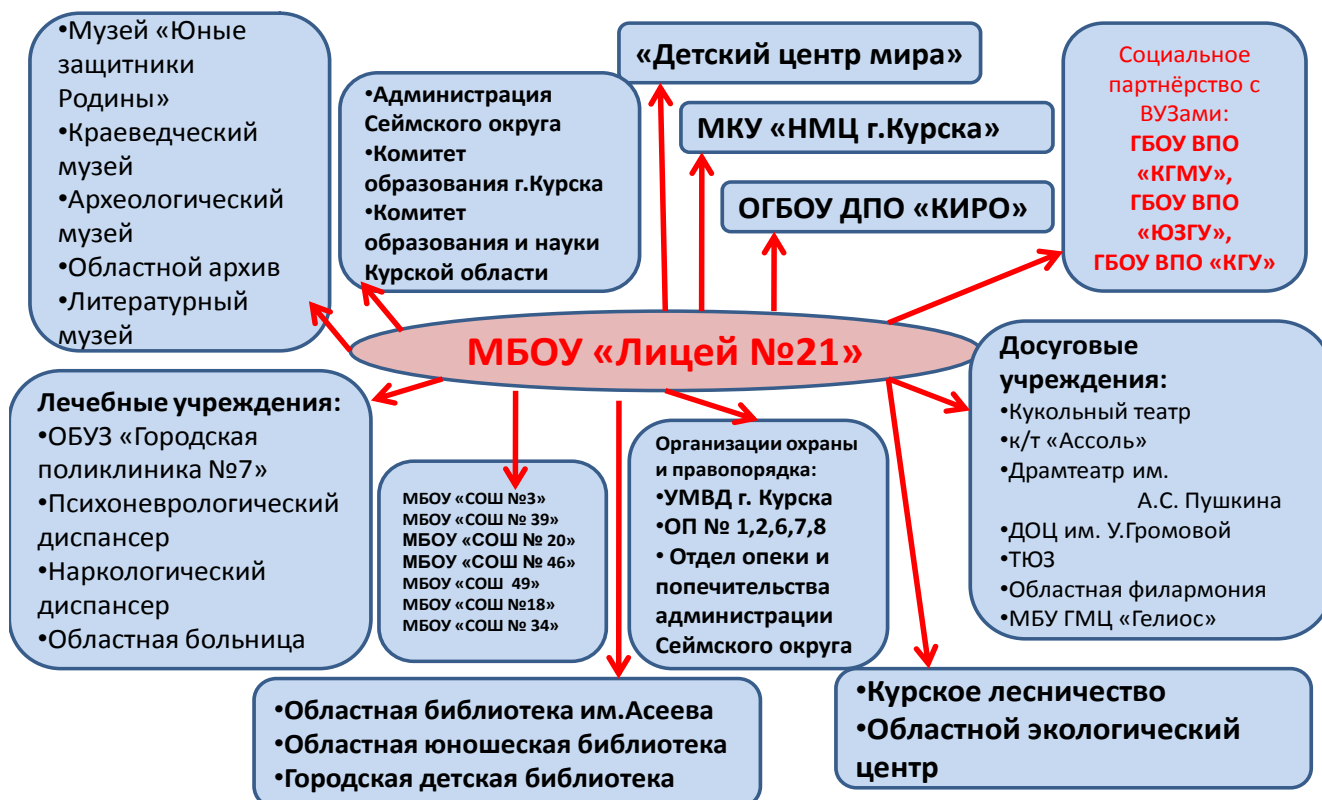 •Музей «Юные
защитники
Родины»
•Краеведческий
музей
•Археологический
музей
•Областной архив
•Литературный
музей
•Администрация
Сеймского округа
•Комитет
образования г.Курска
•Комитет
образования и науки
Курской области
«Детский центр мира»
МКУ «НМЦ г.Курска»
ОГБОУ ДПО «КИРО»
Социальное
партнёрство с
ВУЗами:
ГБОУ ВПО
«КГМУ»,
ГБОУ ВПО
«ЮЗГУ»,
ГБОУ ВПО «КГУ»
МБОУ «Лицей №21»
Лечебные учреждения:
•ОБУЗ «Городская
поликлиника №7»
•Психоневрологический
диспансер
•Наркологический
диспансер
•Областная больница
МБОУ «СОШ №3»
МБОУ «СОШ № 39»
МБОУ «СОШ № 20»
МБОУ «СОШ № 46»
МБОУ «СОШ 49»
МБОУ «СОШ №18»
МБОУ «СОШ № 34»
Организации охраны
и правопорядка:
•УМВД г. Курска
•ОП № 1,2,6,7,8
• Отдел опеки и
попечительства
администрации
Сеймского округа
Досуговые
учреждения:
•Кукольный театр
•к/т «Ассоль»
•Драмтеатр им.
А.С. Пушкина
•ДОЦ им. У.Громовой
•ТЮЗ
•Областная филармония
•МБУ ГМЦ «Гелиос»
•Областная библиотека им.Асеева
•Областная юношеская библиотека
•Городская детская библиотека
•Курское лесничество
•Областной экологический
центр